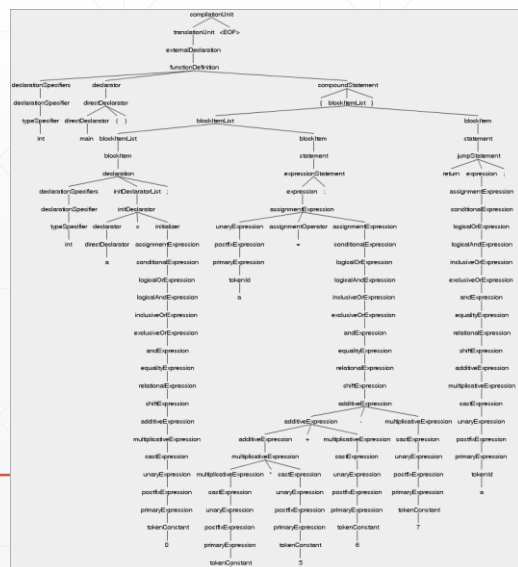 compilationUnit
translationUnit <EOF>
externalDeclaration
functionDefinition
declarationSpecifiers declarator compoundStatement
declarationSpecifier directDeclarator { blockItemList }
typeSpecifier directDeclarator ( ) blockItemList blockItem
int main blockItemList blockItem statement
blockItem statement jumpStatement
declaration expressionStatement return expression ;
declarationSpecifiers initDeclaratorList ; expression ; assignmentExpression
declarationSpecifier initDeclarator assignmentExpression conditionalExpression
typeSpecifier declarator = initializer unaryExpression assignmentOperator assignmentExpression logicalOrExpression
int directDeclarator assignmentExpression postfixExpression = conditionalExpression logicalAndExpression
a conditionalExpression primaryExpression logicalOrExpression inclusiveOrExpression
logicalOrExpression tokenId logicalAndExpression exclusiveOrExpression
logicalAndExpression a inclusiveOrExpression andExpression
inclusiveOrExpression exclusiveOrExpression equalityExpression
exclusiveOrExpression andExpression relationalExpression
andExpression equalityExpression shiftExpression
equalityExpression relationalExpression additiveExpression
relationalExpression shiftExpression multiplicativeExpression
shiftExpression additiveExpression castExpression
additiveExpression additiveExpression - multiplicativeExpression unaryExpression
multiplicativeExpression additiveExpression + multiplicativeExpression castExpression postfixExpression
castExpression multiplicativeExpression castExpression unaryExpression primaryExpression
unaryExpression multiplicativeExpression * castExpression unaryExpression postfixExpression tokenId
postfixExpression castExpression unaryExpression postfixExpression primaryExpression a
primaryExpression unaryExpression postfixExpression primaryExpression tokenConstant
tokenConstant postfixExpression primaryExpression tokenConstant 7
0 primaryExpression tokenConstant 6
tokenConstant 5